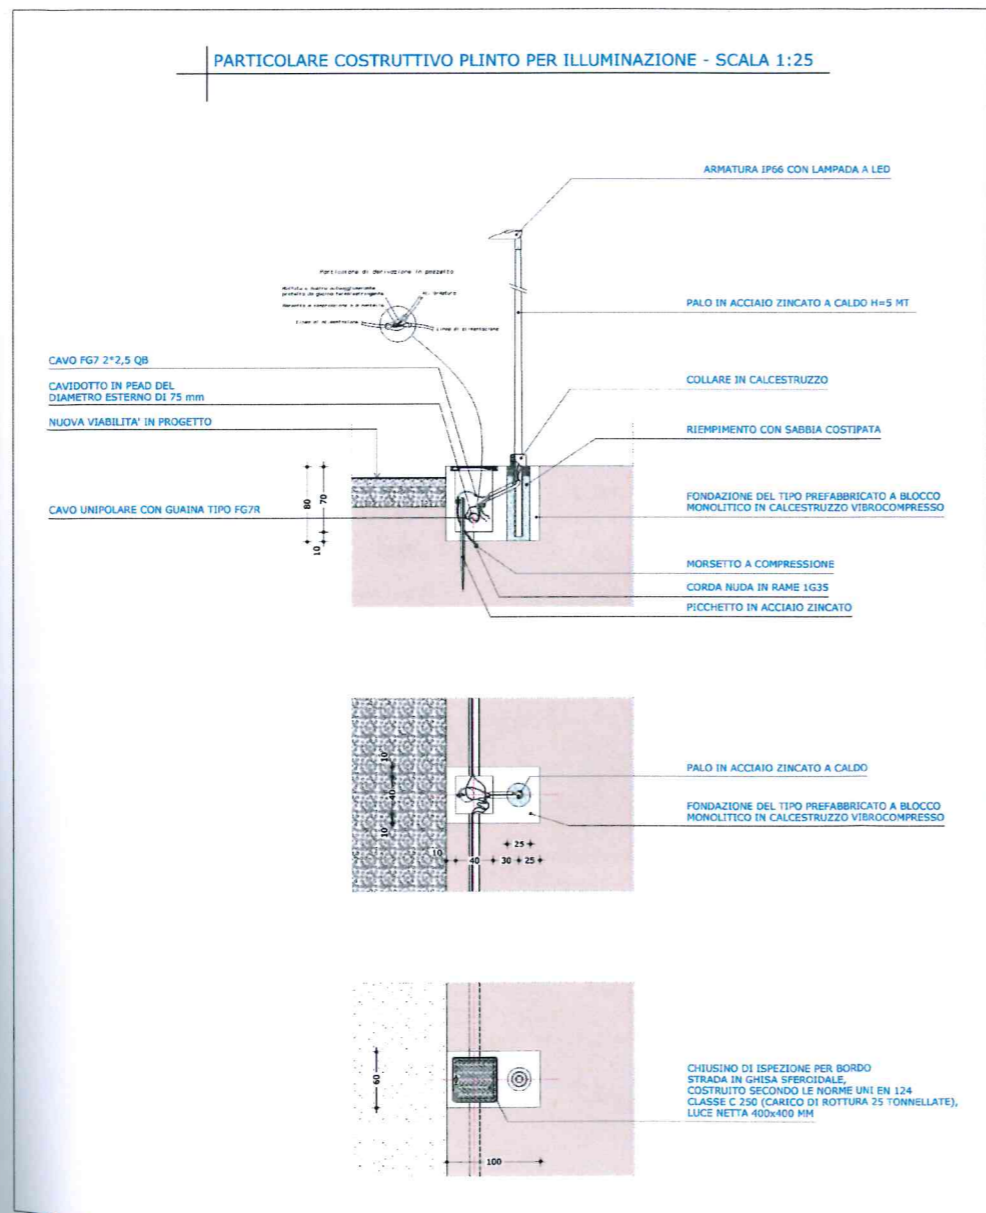 PARTICOLARE COSTRUTTIVO PLINTO PER ILLUMINAZIONE - SCALA 1:25
ARMATURA IP66 CON LAMPADA A LED
Particolare di derivazione in pozzetto
PALO IN ACCIAIO ZINCATO A CALDO H=5 MT
CAVO FG7 2*2,5 QB
CAVIDOTTO IN PEAD DEL
DIAMETRO ESTERNO DI 75 mm
NUOVA VIABILITA' IN PROGETTO
COLLARE IN CALCESTRUZZO
RIEMPIMENTO CON SABBIA COSTIPATA
80
70
10
CAVO UNIPOLARE CON GUAINA TIPO FG7R
FONDAZIONE DEL TIPO PREFABBRICATO A BLOCCO
MONOLITICO IN CALCESTRUZZO VIBROCOMPRESSO
MORSETTO A COMPRESSIONE
CORDA NUDA IN RAME 1G35
PICCHETTO IN ACCIAIO ZINCATO
10
40
10
PALO IN ACCIAIO ZINCATO A CALDO
FONDAZIONE DEL TIPO PREFABBRICATO A BLOCCO
MONOLITICO IN CALCESTRUZZO VIBROCOMPRESSO
25
10 40 30 25
60
CHIUSINO DI ISPEZIONE PER BORDO
STRADA IN GHISA SFEROIDALE,
COSTRUITO SECONDO LE NORME UNI EN 124
CLASSE C 250 (CARICO DI ROTTURA 25 TONNELLATE),
LUCE NETTA 400x400 MM
100